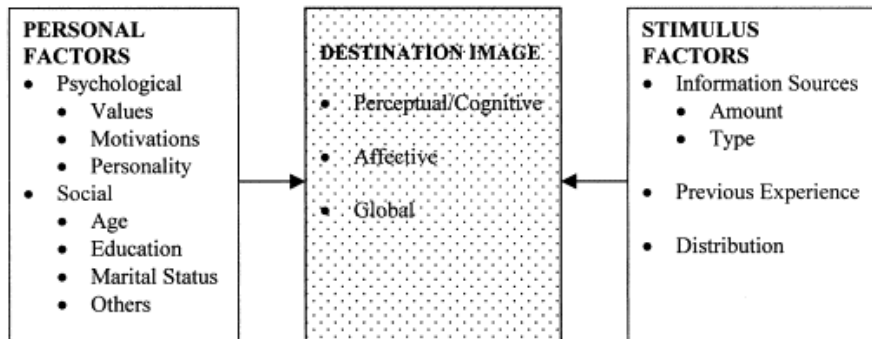 PERSONAL
FACTORS
• Psychological
• Values
• Motivations
• Personality
• Social
• Age
• Education
• Marital Status
• Others
DESTINATION IMAGE
• Perceptual/Cognitive
• Affective
• Global
STIMULUS
FACTORS
• Information Sources
• Amount
• Type
• Previous Experience
• Distribution